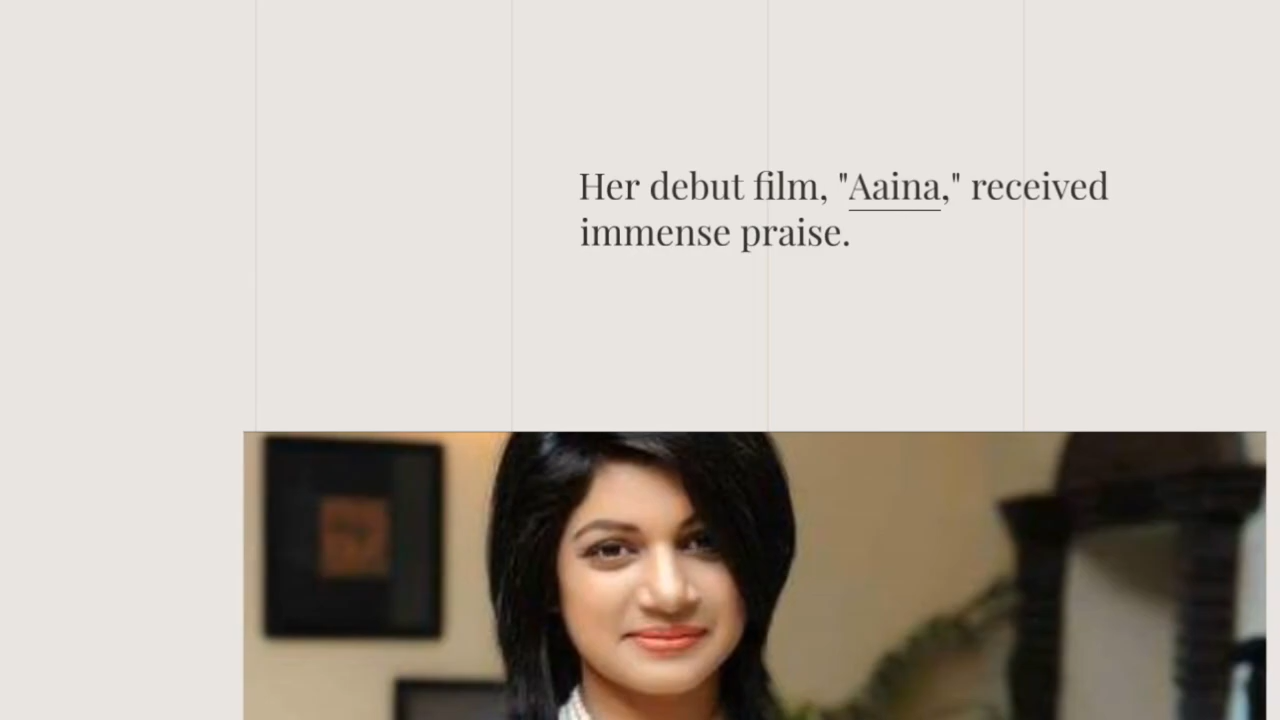 Her debut film, "Aaina," received
immense praise.